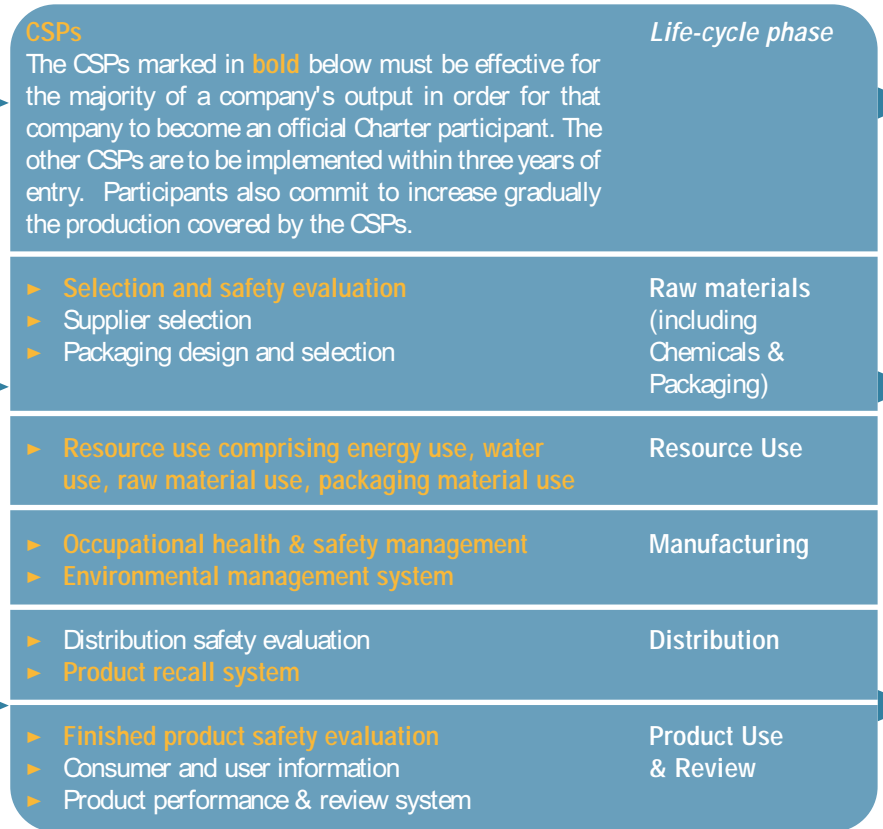 CSPs Life-cycle phase
The CSPs marked in bold below must be effective for
the majority of a company's output in order for that
company to become an official Charter participant. The
other CSPs are to be implemented within three years of
entry. Participants also commit to increase gradually
the production covered by the CSPs.
► Selection and safety evaluation
► Supplier selection
► Packaging design and selection
Raw materials
(including
Chemicals &
Packaging)
► Resource use comprising energy use, water
use, raw material use, packaging material use
Resource Use
► Occupational health & safety management
► Environmental management system
Manufacturing
► Distribution safety evaluation
► Product recall system
Distribution
► Finished product safety evaluation
► Consumer and user information
► Product performance & review system
Product Use
& Review